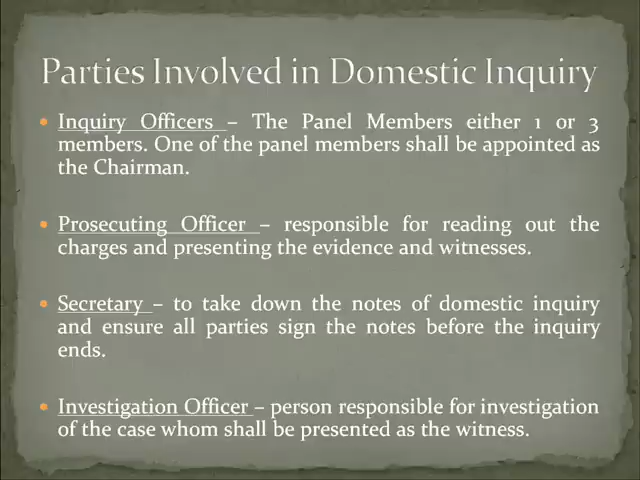 Parties Involved in Domestic Inquiry
• Inquiry Officers – The Panel Members either 1 or 3
members. One of the panel members shall be appointed as
the Chairman.
• Prosecuting Officer – responsible for reading out the
charges and presenting the evidence and witnesses.
• Secretary – to take down the notes of domestic inquiry
and ensure all parties sign the notes before the inquiry
ends.
• Investigation Officer – person responsible for investigation
of the case whom shall be presented as the witness.